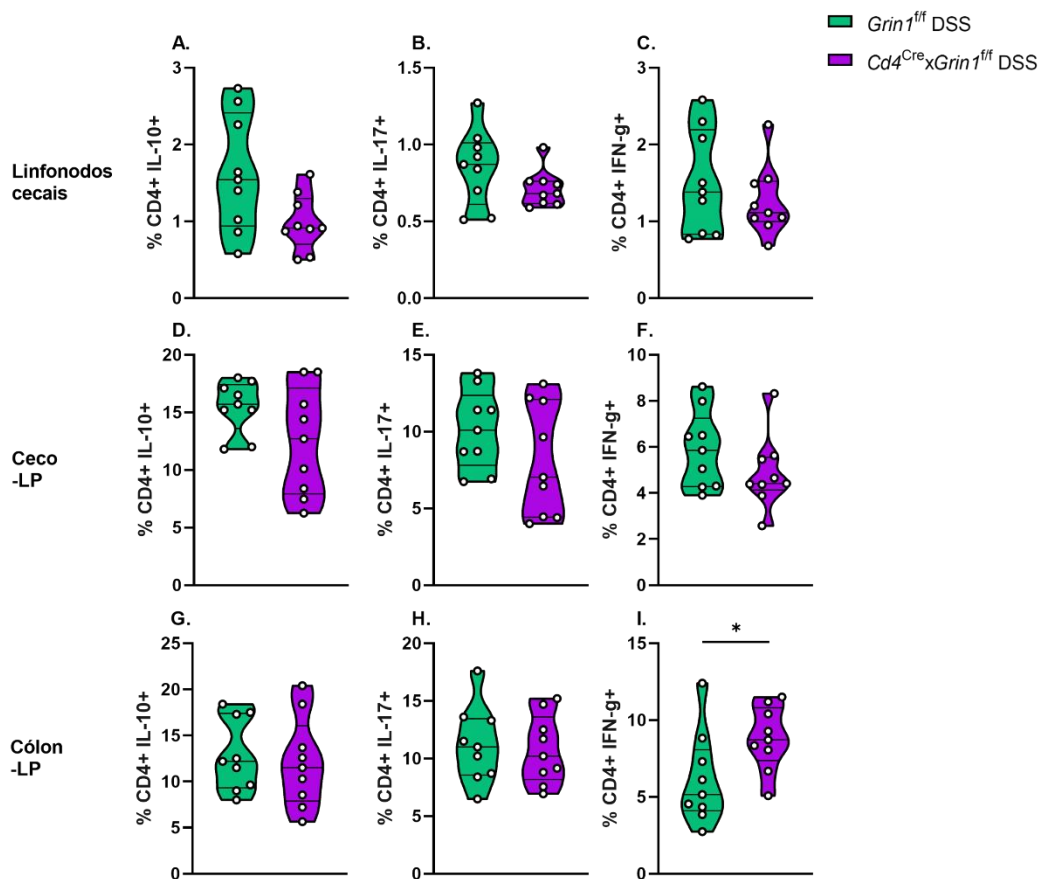 Grin1f/f DSS
Cd4CrexGrin1f/f DSS
A.
B.
C.
Linfonodos
cecais
% CD4+ IL-10+
3
2
1
0
% CD4+ IL-17+
1.5
1.0
0.5
0.0
% CD4+ IFN-g+
3
2
1
0
D.
E.
F.
Ceco
-LP
% CD4+ IL-10+
20
15
10
5
0
% CD4+ IL-17+
15
10
5
0
% CD4+ IFN-g+
10
8
6
4
2
0
G.
H.
I.
Cólon
-LP
% CD4+ IL-10+
25
20
15
10
5
0
% CD4+ IL-17+
20
15
10
5
0
% CD4+ IFN-g+
15
10
5
0
*